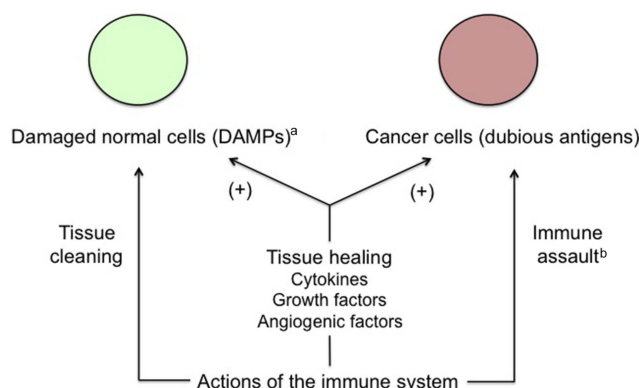 Damaged normal cells (DAMPs)a
Cancer cells (dubious antigens)
(+)
(+)
Tissue
cleaning
Immune
assaultb
Tissue healing
Cytokines
Growth factors
Angiogenic factors
Actions of the immune system